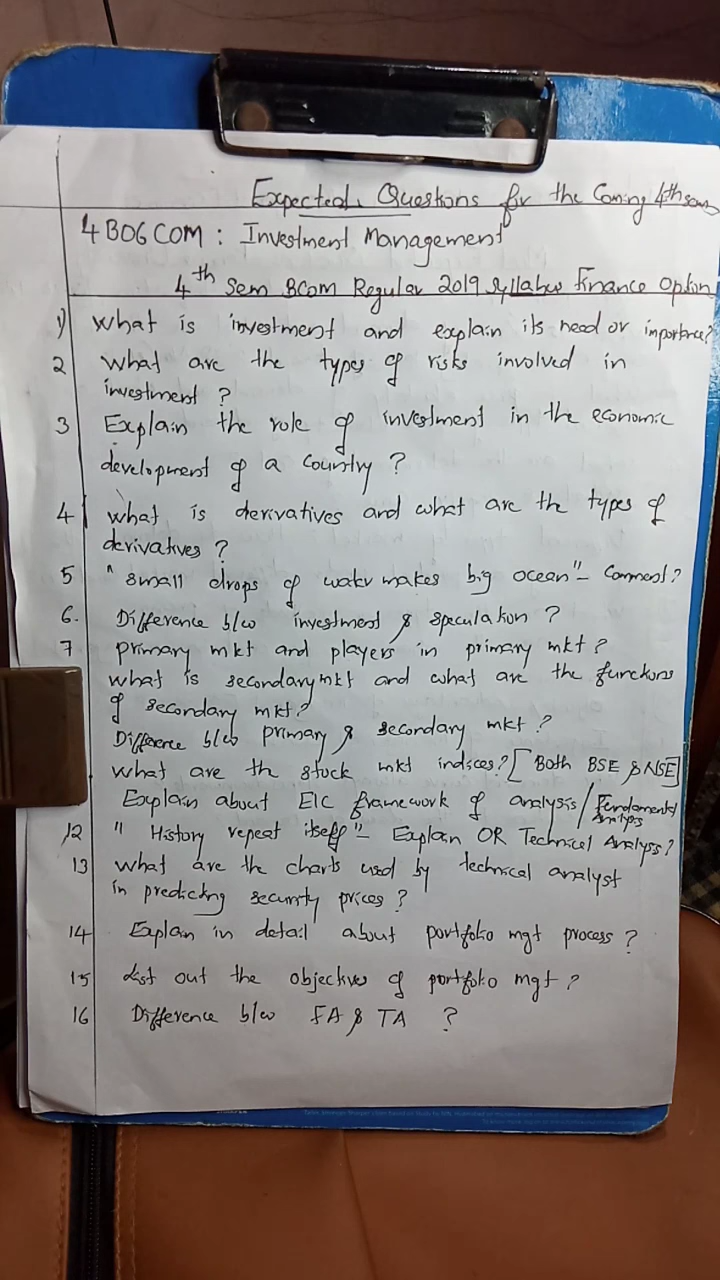 Expected Questions for the Coming 4th sem
4 BOG COM : Investment Management
4th Sem BCom Regular 2019 Syllabus Finance Option
1) What is investment and explain its need or importance?
2 What are the types of risks involved in
investment ?
3 Explain the role of investment in the economic
development of a country ?
4 What is derivatives and what are the types of
derivatives ?
5 "Small drops of water makes big ocean" - Comment?
6. Difference b/w investment & speculation ?
7 primary mkt and players in primary mkt ?
What is secondary mkt and what are the functions
of secondary mkt?
Difference b/w primary & secondary mkt ?
What are the stock mkt indices? [Both BSE & NSE]
Explain about EIC framework of analysis/Fundamental
Analysis
12 "History repeat itself" - Explain OR Technical Analysis?
13 What are the charts used by technical analyst
in predicting security prices ?
14 Explain in detail about portfolio mgt process ?
15 List out the objectives of portfolio mgt ?
16 Difference b/w FA & TA ?